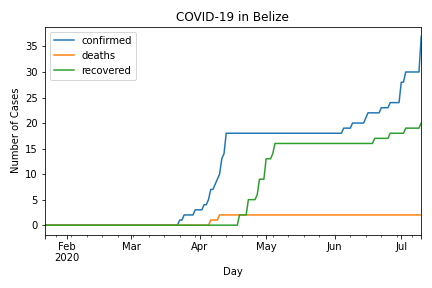 COVID-19 in Belize
confirmed
deaths
recovered
Number of Cases
35
30
25
20
15
10
5
0
Feb Mar Apr May Jun Jul
2020
Day